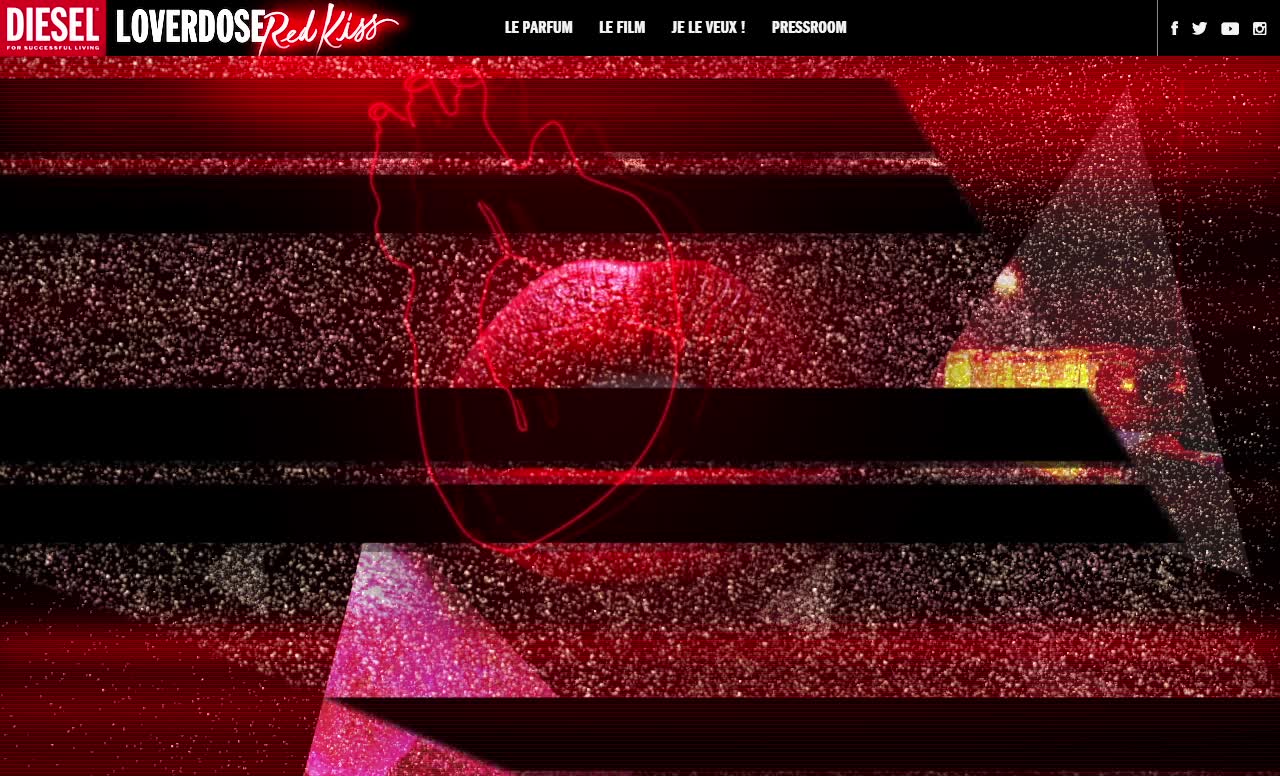 DIESEL
FOR SUCCESSFUL LIVING
LOVERDOSE Red Kiss
LE PARFUM LE FILM JE LE VEUX ! PRESSROOM